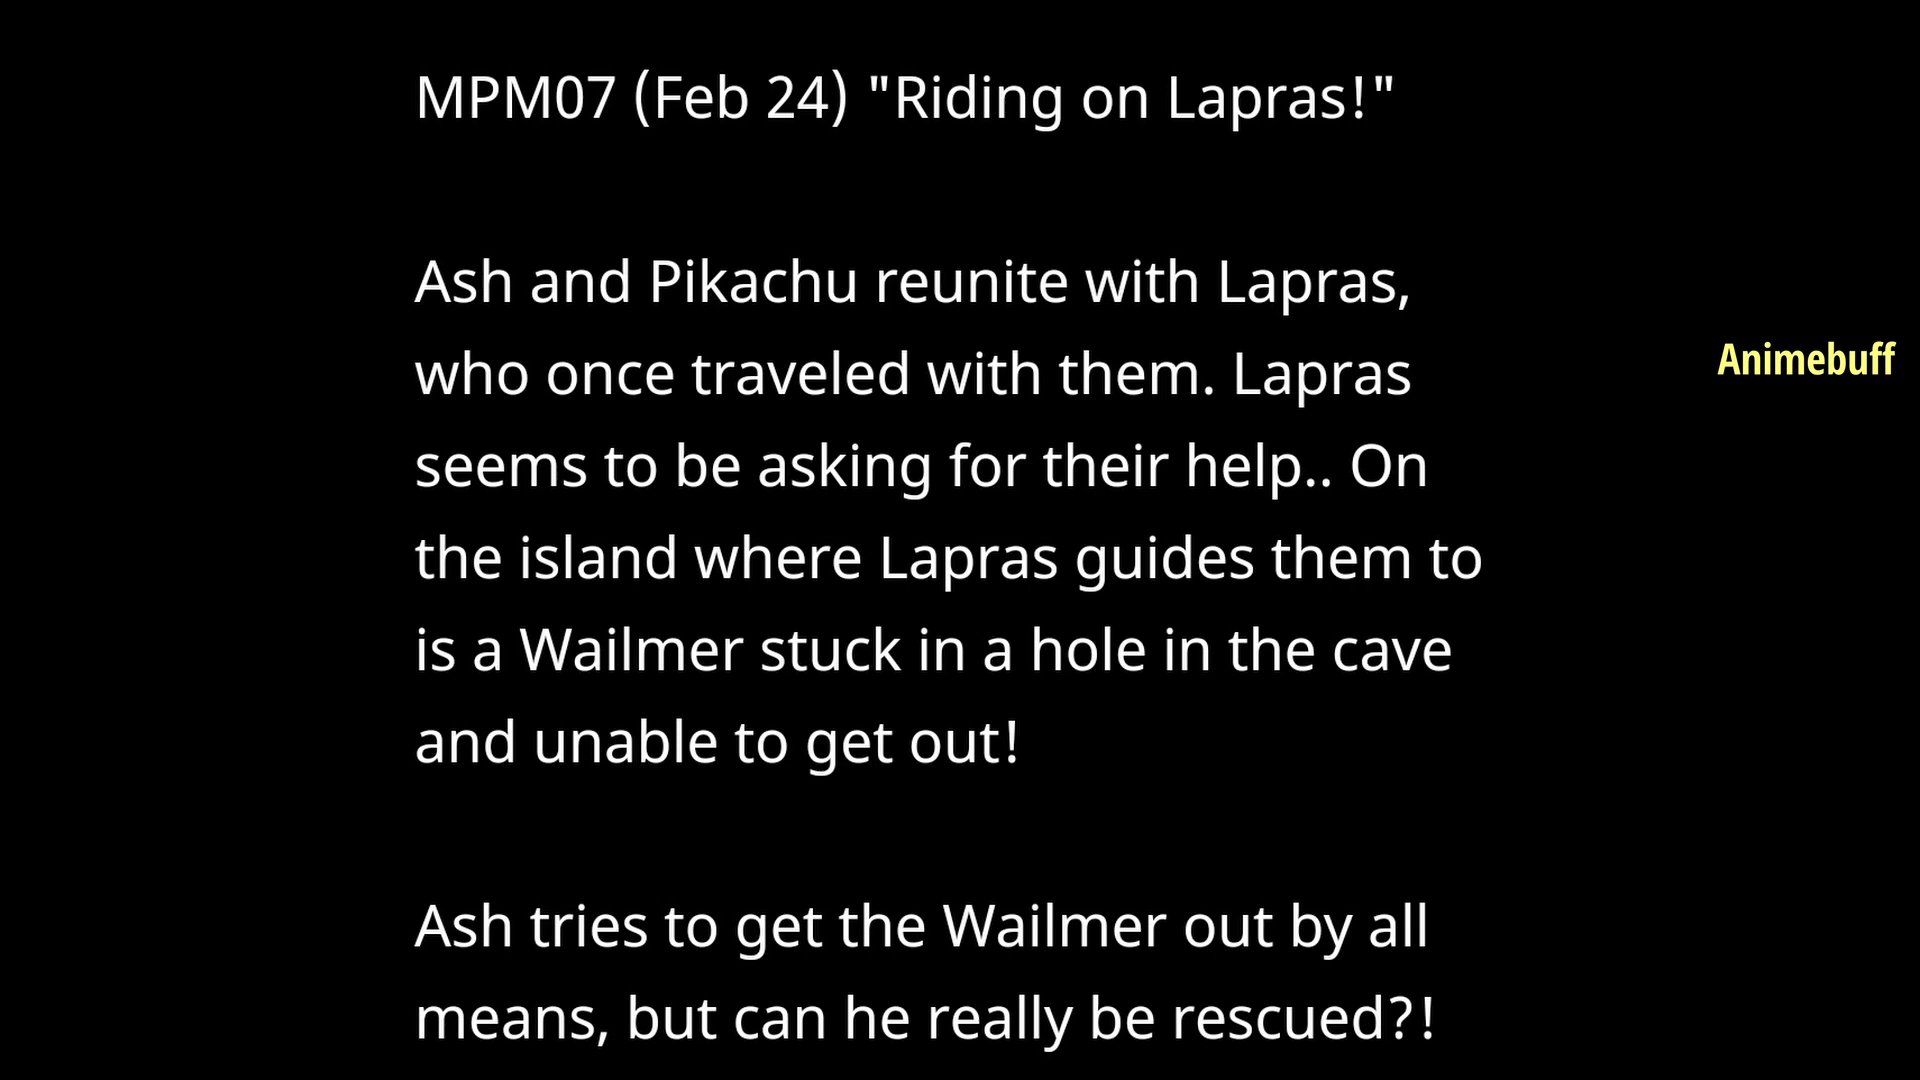 MPM07 (Feb 24) "Riding on Lapras!"
Ash and Pikachu reunite with Lapras,
who once traveled with them. Lapras
seems to be asking for their help.. On
the island where Lapras guides them to
is a Wailmer stuck in a hole in the cave
and unable to get out!
Ash tries to get the Wailmer out by all
means, but can he really be rescued?!
Animebuff